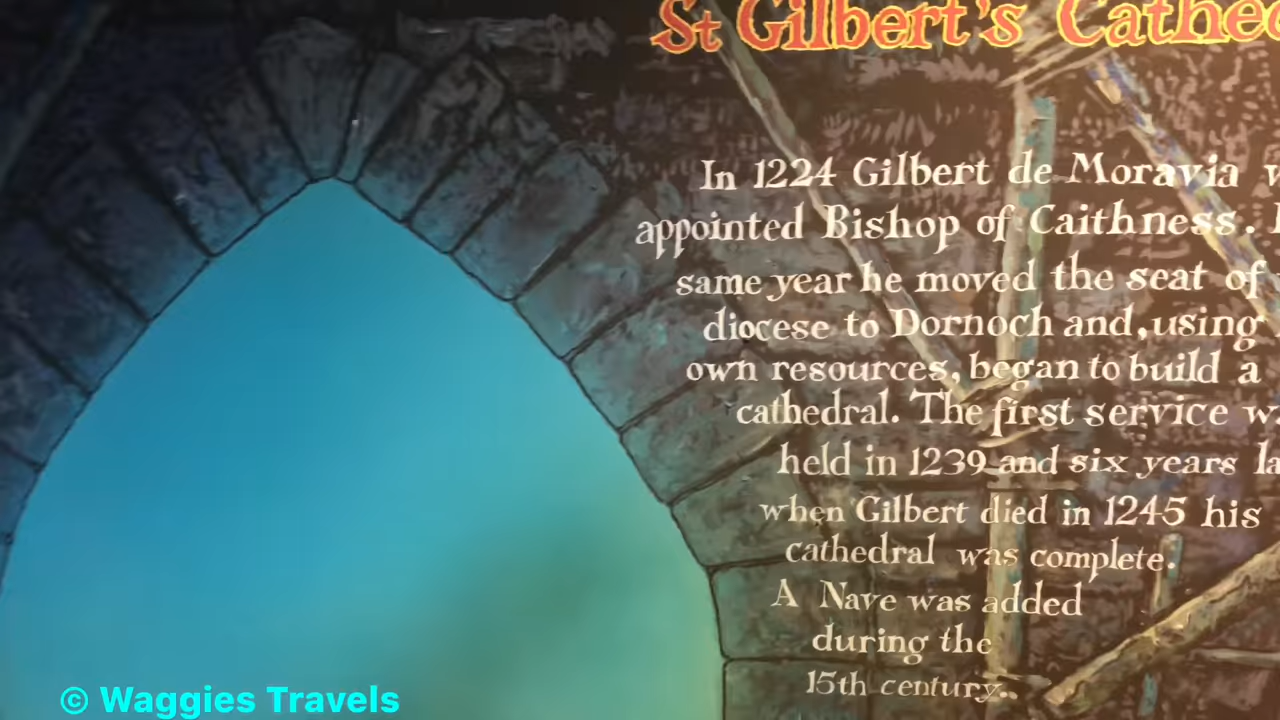 St Gilbert's
In 1224 Gilbert de Moravia
appointed Bishop of Caithness.
same year he moved the seat of
diocese to Dornoch and, using
own resources, began to build a
cathedral. The first service
held in 1239 and six years
when Gilbert died in 1245 his
cathedral was complete.
A Nave was added
during the
15th century..
© Waggies Travels